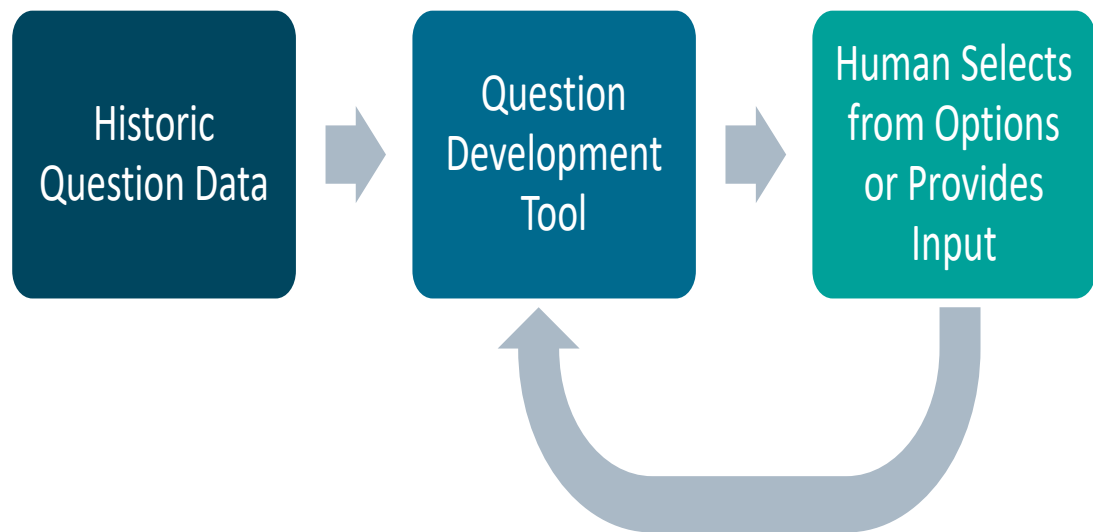 Historic
Question Data
Question
Development
Tool
Human Selects
from Options
or Provides
Input